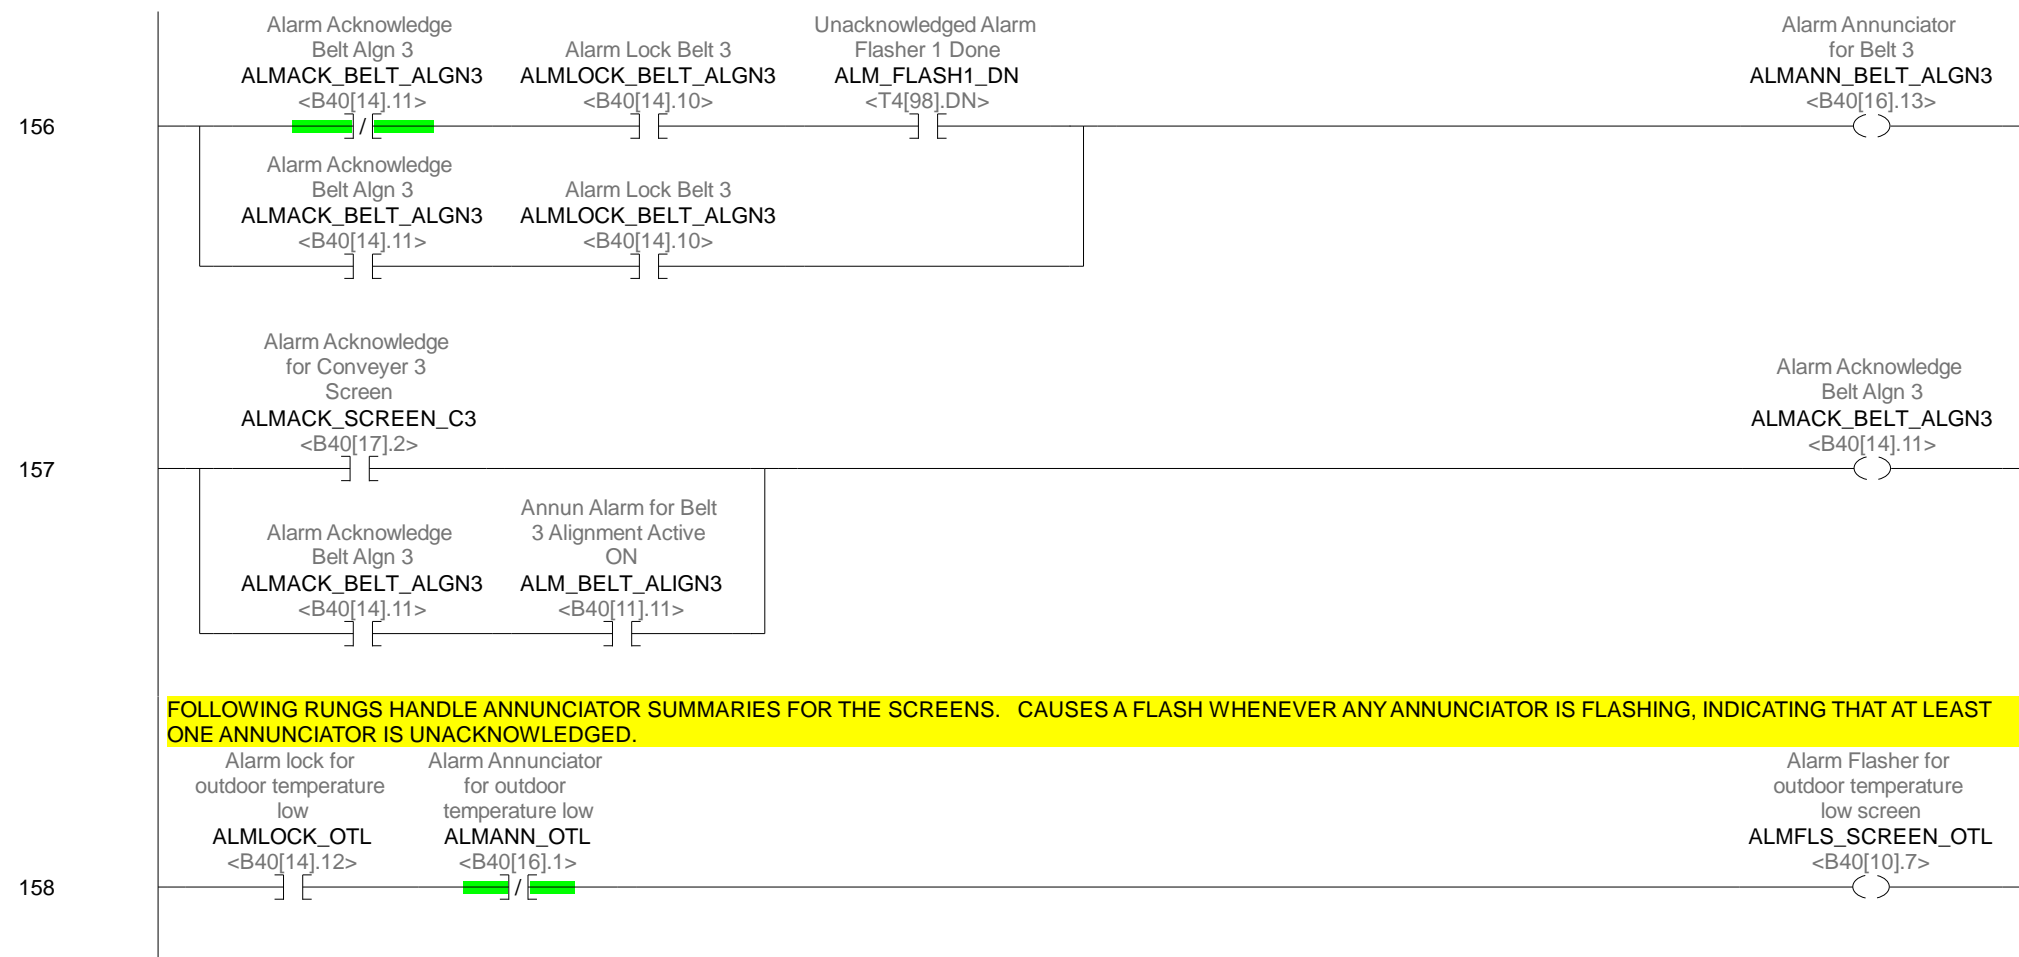 Alarm Acknowledge
Belt Algn 3
ALMACK_BELT_ALGN3
<B40[14].11>
Alarm Lock Belt 3
ALMLOCK_BELT_ALGN3
<B40[14].10>
Unacknowledged Alarm
Flasher 1 Done
ALM_FLASH1_DN
<T4[98].DN>
Alarm Annunciator
for Belt 3
ALMANN_BELT_ALGN3
<B40[16].13>
156
Alarm Acknowledge
Belt Algn 3
ALMACK_BELT_ALGN3
<B40[14].11>
Alarm Lock Belt 3
ALMLOCK_BELT_ALGN3
<B40[14].10>
Alarm Acknowledge
for Conveyer 3
Screen
ALMACK_SCREEN_C3
<B40[17].2>
Alarm Acknowledge
Belt Algn 3
ALMACK_BELT_ALGN3
<B40[14].11>
157
Alarm Acknowledge
Belt Algn 3
ALMACK_BELT_ALGN3
<B40[14].11>
Annun Alarm for Belt
3 Alignment Active
ON
ALM_BELT_ALIGN3
<B40[11].11>
FOLLOWING RUNGS HANDLE ANNUNCIATOR SUMMARIES FOR THE SCREENS.   CAUSES A FLASH WHENEVER ANY ANNUNCIATOR IS FLASHING, INDICATING THAT AT LEAST
ONE ANNUNCIATOR IS UNACKNOWLEDGED.
Alarm lock for
outdoor temperature
low
ALMLOCK_OTL
<B40[14].12>
Alarm Annunciator
for outdoor
temperature low
ALMANN_OTL
<B40[16].1>
Alarm Flasher for
outdoor temperature
low screen
ALMFLS_SCREEN_OTL
<B40[10].7>
158